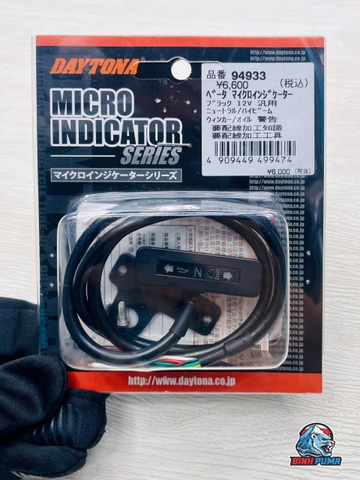 DAYTONA
MICRO
INDICATOR
SERIES
マイクロインジケーターシリーズ
品番 94933
¥6,600 (税込)
ベータ マイクロインジケーター
ブラック 12V 汎用
ニュートラル/ハイビーム
ウィンカー/オイル 警告
要配線加工知識
要配線加工工具
4 909449 499474
¥6,000(税抜)
N
http://www.daytona.co.jp
http://www.daytona.co.jp
BINH PUMA